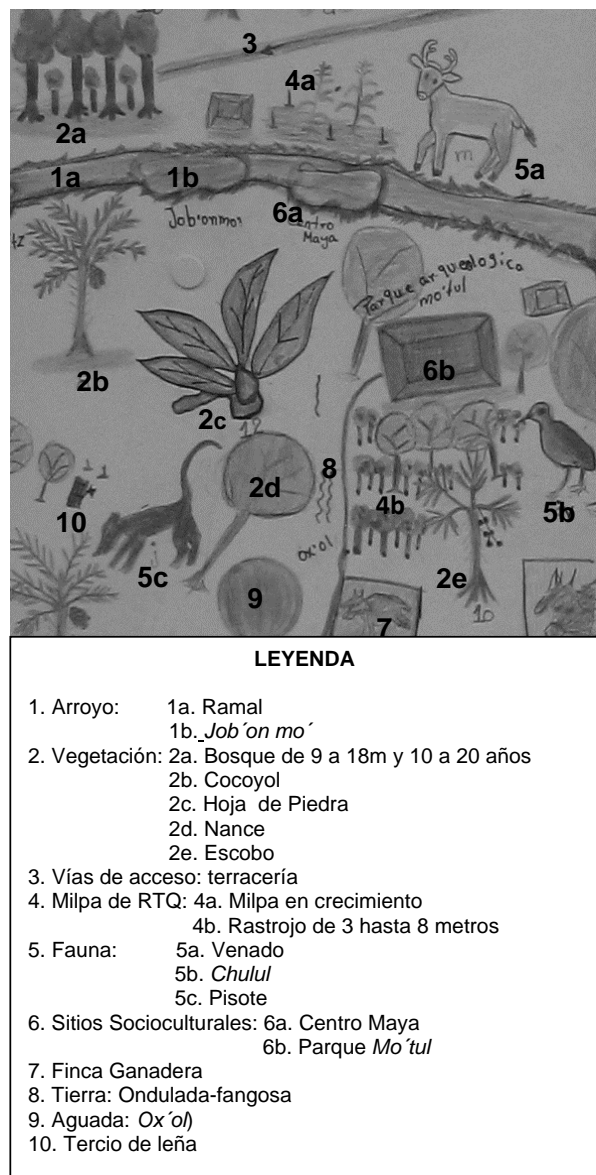 3
4a
2a
5a
1a
1b
6a
Job'onmo'
Centro
Maya
Parque arqueologico
mo'tul
2b
6b
2c
12
8
2d
10
4b
5b
5c
ox'ol
2e
9
10
7
LEYENDA
1. Arroyo: 1a. Ramal
1b. Job´on mo´
2. Vegetación: 2a. Bosque de 9 a 18m y 10 a 20 años
2b. Cocoyol
2c. Hoja de Piedra
2d. Nance
2e. Escobo
3. Vías de acceso: terracería
4. Milpa de RTQ: 4a. Milpa en crecimiento
4b. Rastrojo de 3 hasta 8 metros
5. Fauna: 5a. Venado
5b. Chulul
5c. Pisote
6. Sitios Socioculturales: 6a. Centro Maya
6b. Parque Mo´tul
7. Finca Ganadera
8. Tierra: Ondulada-fangosa
9. Aguada: Ox´ol)
10. Tercio de leña